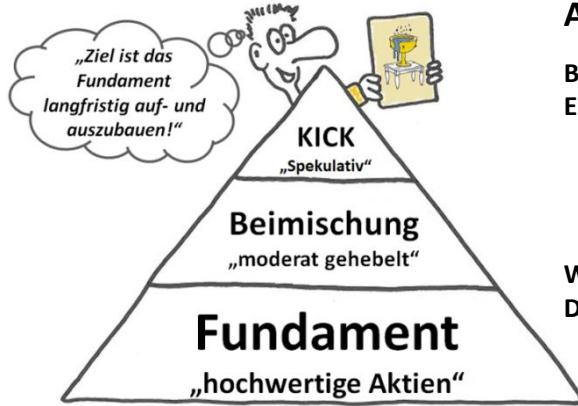 „Ziel ist das
Fundament
langfristig auf- und
auszubauen!“
KICK
„Spekulativ“
Beimischung
„moderat gehebelt“
Fundament
„hochwertige Aktien“
A
B
E
W
D